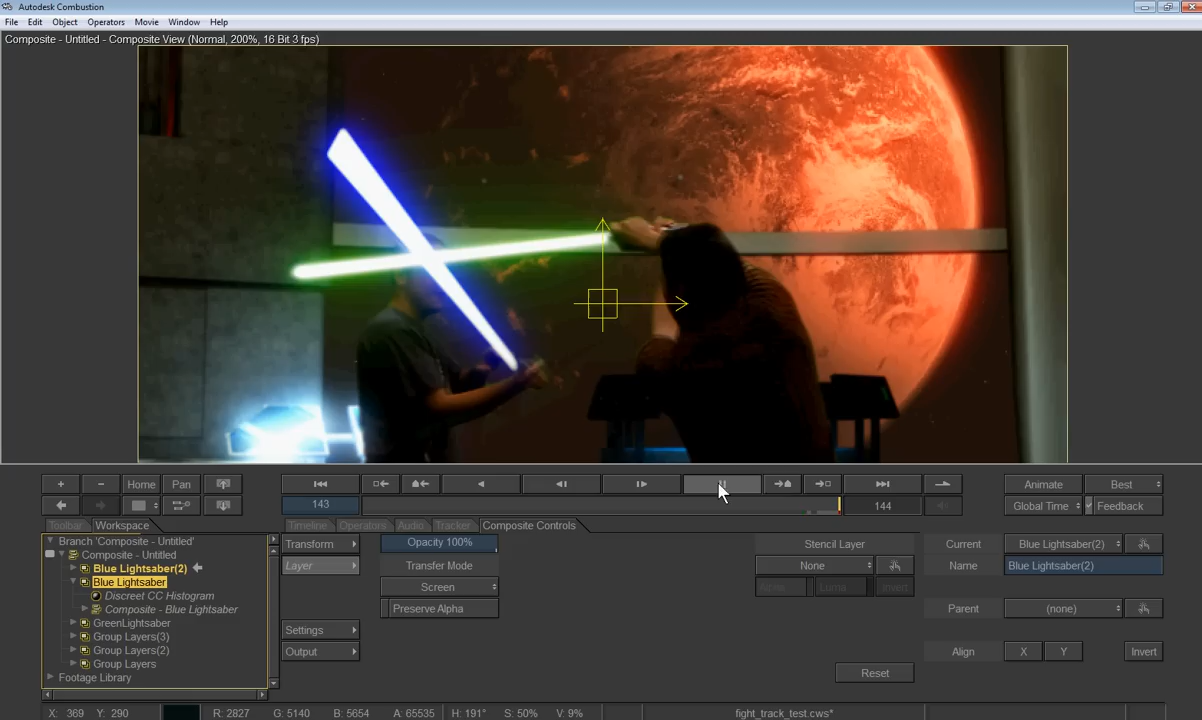 Autodesk Combustion
File Edit Object Operators Movie Window Help
Composite - Untitled - Composite View (Normal, 200%, 16 Bit 3 fps)
+ - Home Pan Animate Best
143 144 Global Time Feedback
Toolbar Workspace Timeline Operators Audio Tracker Composite Controls
Branch 'Composite - Untitled'
Composite - Untitled
Blue Lightsaber(2)
Blue Lightsaber
Discreet CC Histogram
Composite - Blue Lightsaber
GreenLightsaber
Group Layers(3)
Group Layers(2)
Group Layers
Footage Library
Transform Opacity 100% Stencil Layer Current Blue Lightsaber(2)
Layer Transfer Mode None Name Blue Lightsaber(2)
Screen Luma Invert
Preserve Alpha Parent (none)
Settings
Output Align X Y Invert
Reset
X: 369 Y: 290 R: 2827 G: 5140 B: 5654 A: 65535 H: 191° S: 50% V: 9% fight_track_test.cws*